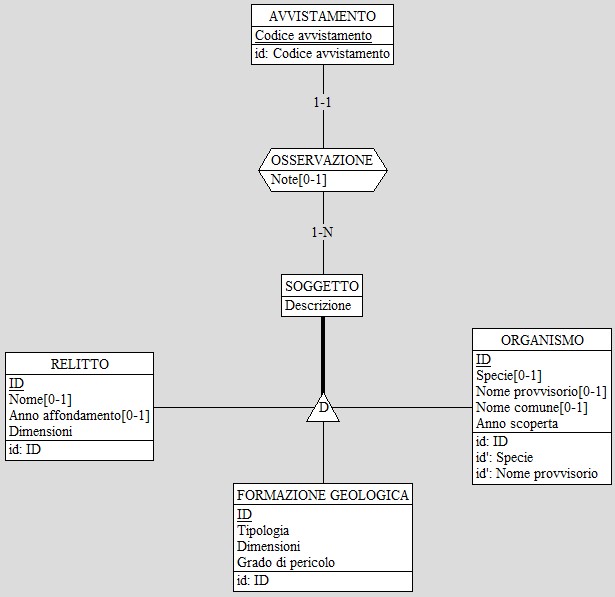 AVVISTAMENTO
Codice avvistamento
id: Codice avvistamento
1-1
OSSERVAZIONE
Note[0-1]
1-N
SOGGETTO
Descrizione
RELITTO
ID
Nome[0-1]
Anno affondamento[0-1]
Dimensioni
id: ID
D
ORGANISMO
ID
Specie[0-1]
Nome provvisorio[0-1]
Nome comune[0-1]
Anno scoperta
id: ID
id': Specie
id': Nome provvisorio
FORMAZIONE GEOLOGICA
ID
Tipologia
Dimensioni
Grado di pericolo
id: ID